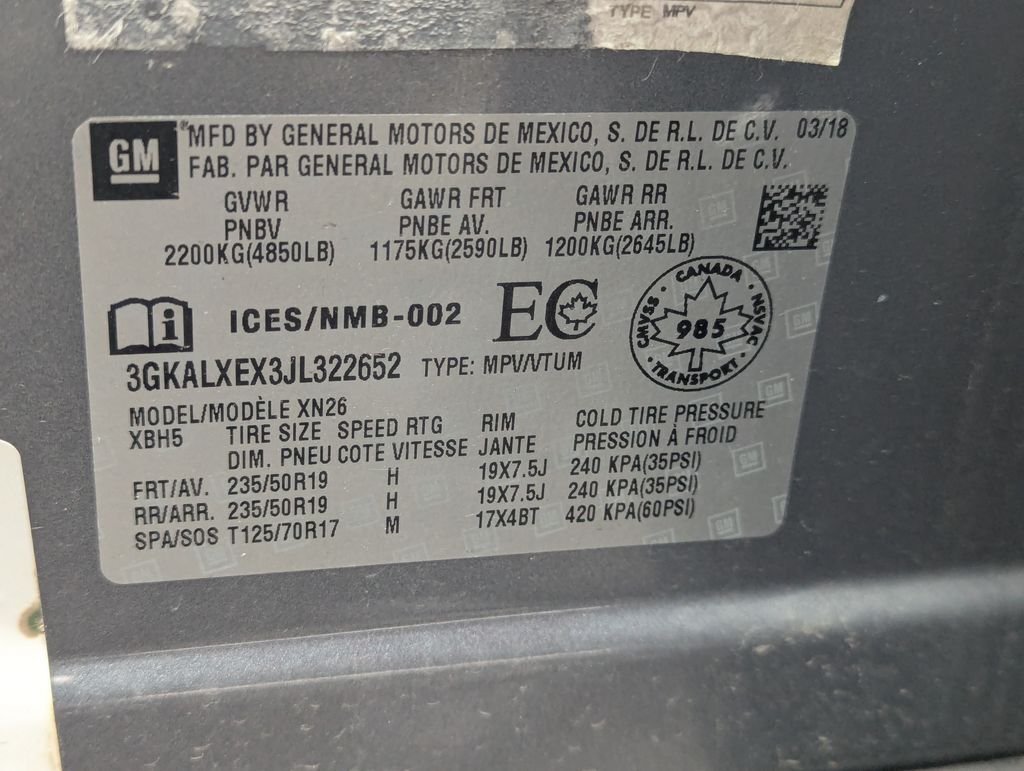 TYPE MPV
GM
MFD BY GENERAL MOTORS DE MEXICO, S. DE R.L. DE C.V. 03/18
FAB. PAR GENERAL MOTORS DE MEXICO, S. DE R.L. DE C.V.
GVWR GAWR FRT GAWR RR
PNBV PNBE AV. PNBE ARR.
2200KG(4850LB) 1175KG(2590LB) 1200KG(2645LB)
i ICES/NMB-002 EC
CANADA
CMVSS 985 NSVAC
TRANSPORT
3GKALXEX3JL322652 TYPE: MPV/VTUM
MODEL/MODÈLE XN26
XBH5 TIRE SIZE SPEED RTG RIM COLD TIRE PRESSURE
DIM. PNEU COTE VITESSE JANTE PRESSION À FROID
FRT/AV. 235/50R19 H 19X7.5J 240 KPA(35PSI)
RR/ARR. 235/50R19 H 19X7.5J 240 KPA(35PSI)
SPA/SOS T125/70R17 M 17X4BT 420 KPA(60PSI)